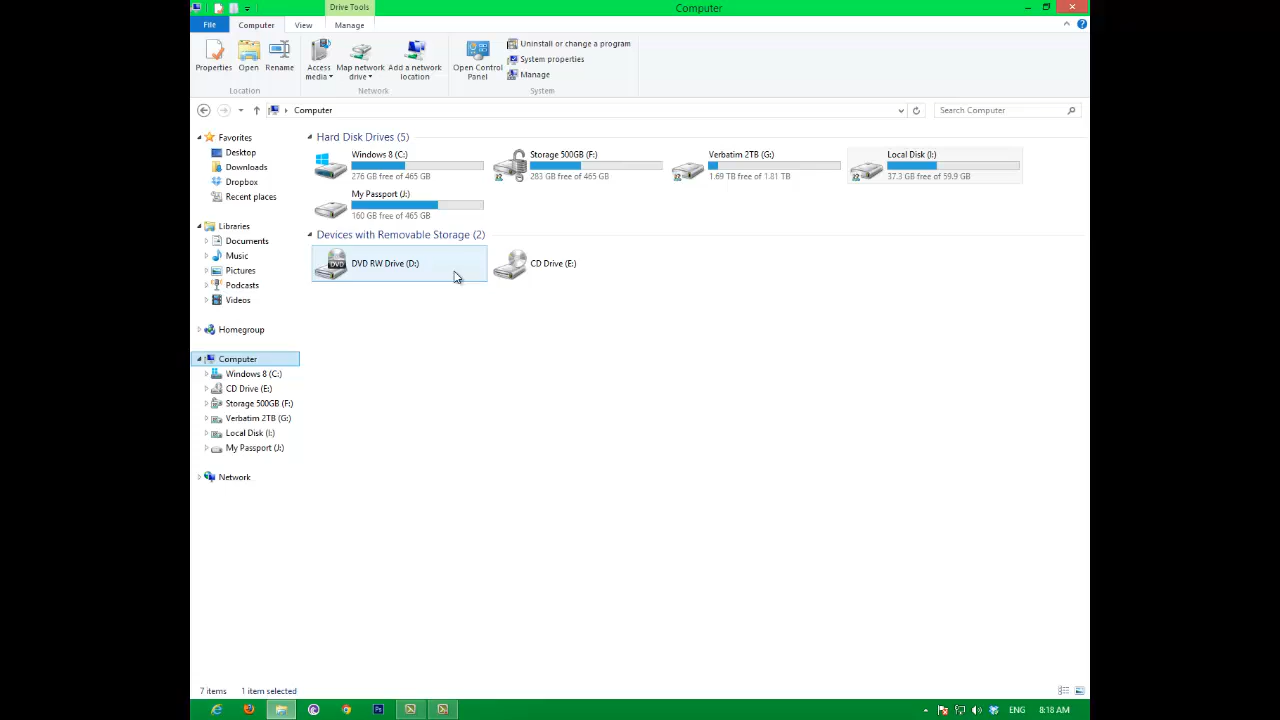 Drive Tools
Computer
File Computer View Manage
Properties Open Rename Access media Map network drive Add a network location Open Control Panel
Uninstall or change a program
System properties
Manage
Location Network System
Computer
Search Computer
Favorites
Desktop
Downloads
Dropbox
Recent places
Libraries
Documents
Music
Pictures
Podcasts
Videos
Homegroup
Computer
Windows 8 (C:)
CD Drive (E:)
Storage 500GB (F:)
Verbatim 2TB (G:)
Local Disk (I:)
My Passport (J:)
Network
Hard Disk Drives (5)
Windows 8 (C:)
276 GB free of 465 GB
Storage 500GB (F:)
283 GB free of 465 GB
Verbatim 2TB (G:)
1.69 TB free of 1.81 TB
Local Disk (I:)
37.3 GB free of 59.9 GB
My Passport (J:)
160 GB free of 465 GB
Devices with Removable Storage (2)
DVD
DVD RW Drive (D:)
CD Drive (E:)
7 items 1 item selected
ENG 8:18 AM